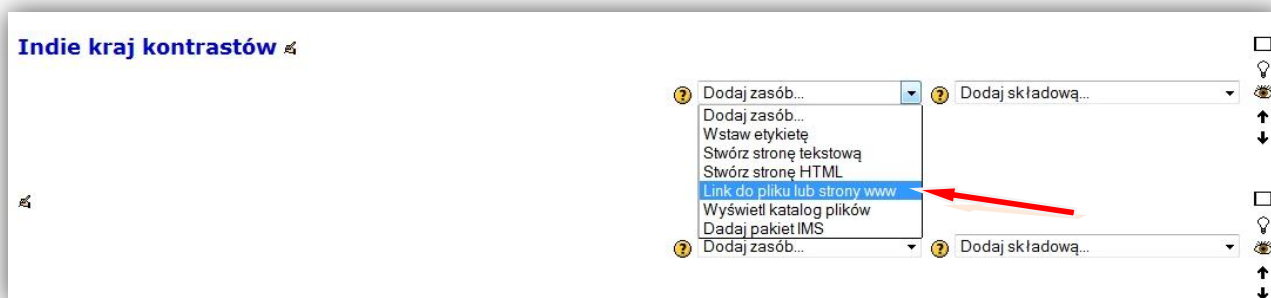 Indie kraj kontrastów
Dodaj zasób... Dodaj składową...
Dodaj zasób...
Wstaw etykietę
Stwórz stronę tekstową
Stwórz stronę HTML
Link do pliku lub strony www
Wyświetl katalog plików
Dadaj pakiet IMS
Dodaj zasób... Dodaj składową...